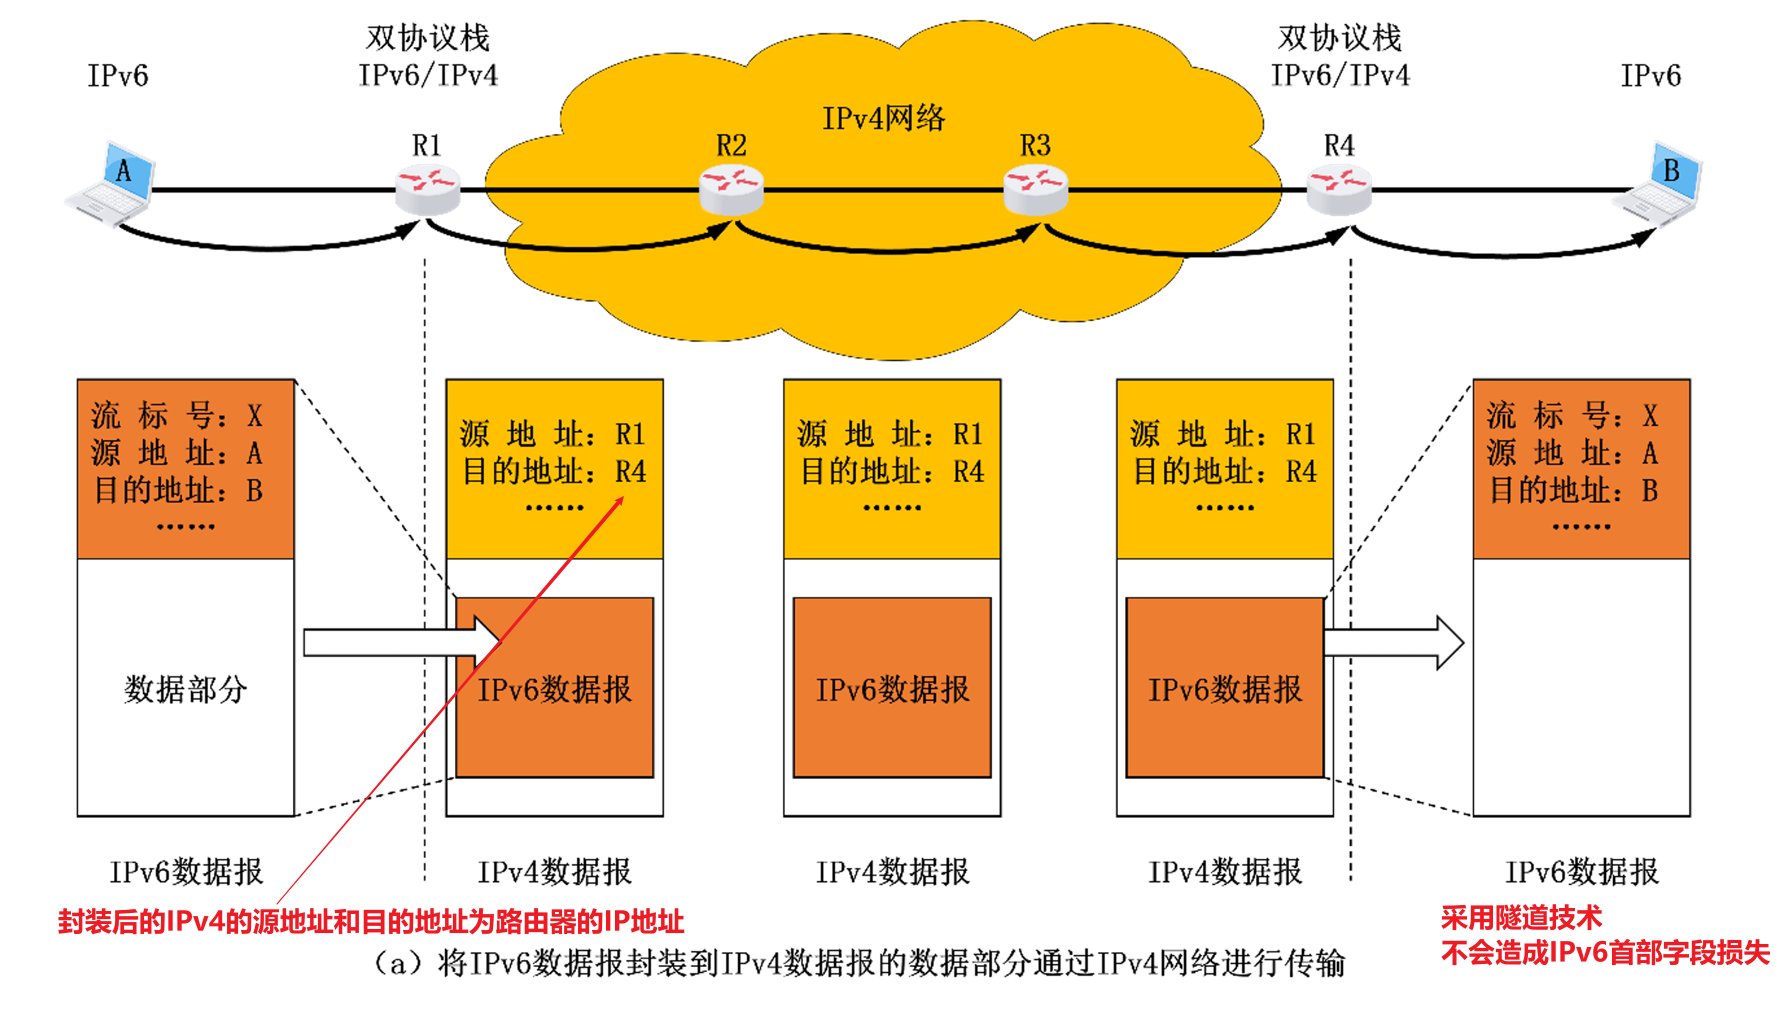 IPv6
双协议栈
IPv6/IPv4
双协议栈
IPv6/IPv4
IPv6
IPv4网络
A
R1
R2
R3
R4
B
流 标 号：X
源 地 址：A
目的地址：B
……
数据部分
IPv6数据报
源 地 址：R1
目的地址：R4
……
IPv6数据报
IPv4数据报
源 地 址：R1
目的地址：R4
……
IPv6数据报
IPv4数据报
源 地 址：R1
目的地址：R4
……
IPv6数据报
IPv4数据报
流 标 号：X
源 地 址：A
目的地址：B
……
IPv6数据报
封装后的IPv4的源地址和目的地址为路由器的IP地址
采用隧道技术
不会造成IPv6首部字段损失
（a）将IPv6数据报封装到IPv4数据报的数据部分通过IPv4网络进行传输